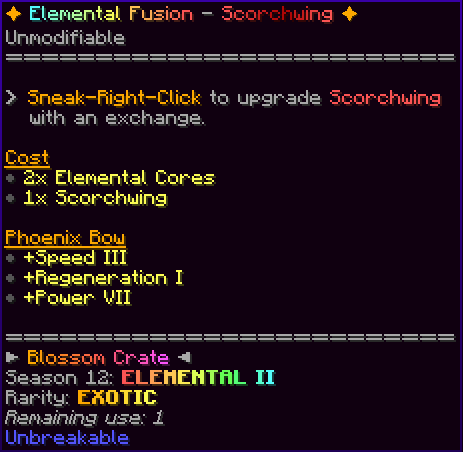 ✦ Elemental Fusion - Scorchwing ✦
Unmodifiable
=====================================
> Sneak-Right-Click to upgrade Scorchwing
with an exchange.
Cost
• 2x Elemental Cores
• 1x Scorchwing
Phoenix Bow
• +Speed III
• +Regeneration I
• +Power VII
=====================================
► Blossom Crate ◄
Season 12: ELEMENTAL II
Rarity: EXOTIC
Remaining use: 1
Unbreakable